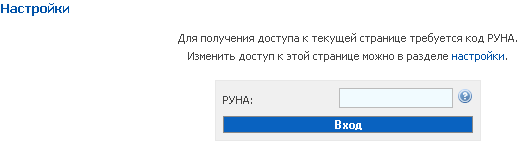 Настройки
Для получения доступа к текущей странице требуется код РУНА.
Изменить доступ к этой странице можно в разделе настройки.
РУНА:
?
Вход